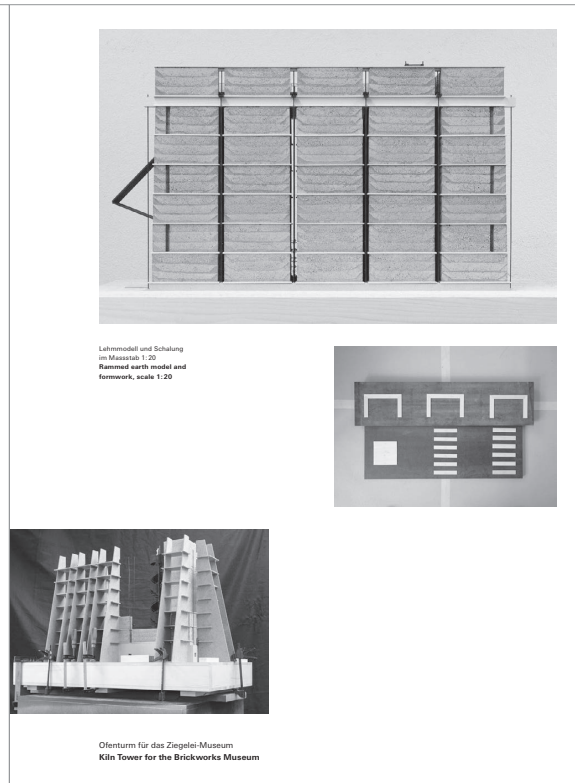 Lehmmodell und Schalung
im Massstab 1:20
Rammed earth model and
formwork, scale 1:20
Ofenturm für das Ziegelei-Museum
Kiln Tower for the Brickworks Museum